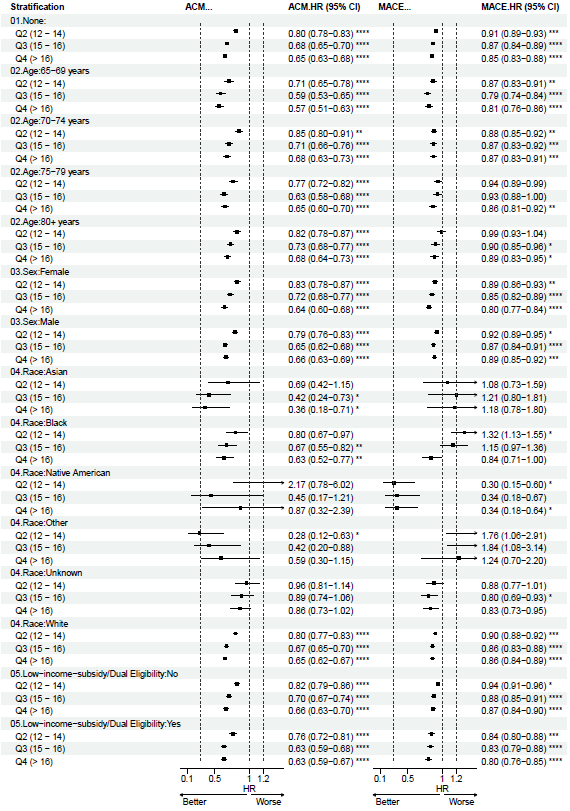 Stratification ACM... ACM.HR (95% CI) MACE... MACE.HR (95% CI)
01.None:
Q2 (12 − 14) 0.80 (0.78−0.83) **** 0.91 (0.89−0.93) ***
Q3 (15 − 16) 0.68 (0.65−0.70) **** 0.87 (0.84−0.89) ****
Q4 (> 16) 0.65 (0.63−0.68) **** 0.85 (0.83−0.88) ****
02.Age:65−69 years
Q2 (12 − 14) 0.71 (0.65−0.78) **** 0.87 (0.83−0.91) **
Q3 (15 − 16) 0.59 (0.53−0.65) **** 0.79 (0.74−0.84) ****
Q4 (> 16) 0.57 (0.51−0.63) **** 0.81 (0.76−0.86) ****
02.Age:70−74 years
Q2 (12 − 14) 0.85 (0.80−0.91) ** 0.88 (0.85−0.92) **
Q3 (15 − 16) 0.71 (0.66−0.76) **** 0.87 (0.83−0.92) ***
Q4 (> 16) 0.68 (0.63−0.73) **** 0.87 (0.83−0.91) ***
02.Age:75−79 years
Q2 (12 − 14) 0.77 (0.72−0.82) **** 0.94 (0.89−0.99)
Q3 (15 − 16) 0.63 (0.58−0.68) **** 0.93 (0.88−1.00)
Q4 (> 16) 0.65 (0.60−0.70) **** 0.86 (0.81−0.92) **
02.Age:80+ years
Q2 (12 − 14) 0.82 (0.78−0.87) **** 0.99 (0.93−1.04)
Q3 (15 − 16) 0.73 (0.68−0.77) **** 0.90 (0.85−0.96) *
Q4 (> 16) 0.68 (0.64−0.73) **** 0.89 (0.83−0.95) *
03.Sex:Female
Q2 (12 − 14) 0.83 (0.78−0.87) **** 0.89 (0.86−0.93) **
Q3 (15 − 16) 0.72 (0.68−0.77) **** 0.85 (0.82−0.89) ****
Q4 (> 16) 0.64 (0.60−0.68) **** 0.80 (0.77−0.84) ****
03.Sex:Male
Q2 (12 − 14) 0.79 (0.76−0.83) **** 0.92 (0.89−0.95) *
Q3 (15 − 16) 0.65 (0.62−0.68) **** 0.87 (0.84−0.91) ****
Q4 (> 16) 0.66 (0.63−0.69) **** 0.89 (0.85−0.92) ***
04.Race:Asian
Q2 (12 − 14) 0.69 (0.42−1.15) 1.08 (0.73−1.59)
Q3 (15 − 16) 0.42 (0.24−0.73) * 1.21 (0.80−1.81)
Q4 (> 16) 0.36 (0.18−0.71) * 1.18 (0.78−1.80)
04.Race:Black
Q2 (12 − 14) 0.80 (0.67−0.97) 1.32 (1.13−1.55) *
Q3 (15 − 16) 0.67 (0.55−0.82) ** 1.15 (0.97−1.36)
Q4 (> 16) 0.63 (0.52−0.77) ** 0.84 (0.71−1.00)
04.Race:Native American
Q2 (12 − 14) 2.17 (0.78−6.02) 0.30 (0.15−0.60) *
Q3 (15 − 16) 0.45 (0.17−1.21) 0.34 (0.18−0.67)
Q4 (> 16) 0.87 (0.32−2.39) 0.34 (0.18−0.64) *
04.Race:Other
Q2 (12 − 14) 0.28 (0.12−0.63) * 1.76 (1.06−2.91)
Q3 (15 − 16) 0.42 (0.20−0.88) 1.84 (1.08−3.14)
Q4 (> 16) 0.59 (0.30−1.15) 1.24 (0.70−2.20)
04.Race:Unknown
Q2 (12 − 14) 0.96 (0.81−1.14) 0.88 (0.77−1.01)
Q3 (15 − 16) 0.89 (0.74−1.06) 0.80 (0.69−0.93) *
Q4 (> 16) 0.86 (0.73−1.02) 0.83 (0.73−0.95)
04.Race:White
Q2 (12 − 14) 0.80 (0.77−0.83) **** 0.90 (0.88−0.92) ***
Q3 (15 − 16) 0.67 (0.65−0.70) **** 0.86 (0.83−0.88) ****
Q4 (> 16) 0.65 (0.62−0.67) **** 0.86 (0.84−0.89) ****
05.Low−income−subsidy/Dual Eligibility:No
Q2 (12 − 14) 0.82 (0.79−0.86) **** 0.94 (0.91−0.96) *
Q3 (15 − 16) 0.70 (0.67−0.74) **** 0.88 (0.85−0.91) ****
Q4 (> 16) 0.66 (0.63−0.70) **** 0.87 (0.84−0.90) ****
05.Low−income−subsidy/Dual Eligibility:Yes
Q2 (12 − 14) 0.76 (0.72−0.81) **** 0.84 (0.80−0.88) ***
Q3 (15 − 16) 0.63 (0.59−0.68) **** 0.83 (0.79−0.88) ****
Q4 (> 16) 0.63 (0.59−0.67) **** 0.80 (0.76−0.85) ****
0.1 0.5 1 1.2 0.1 0.5 1 1.2
HR HR
Better Worse Better Worse